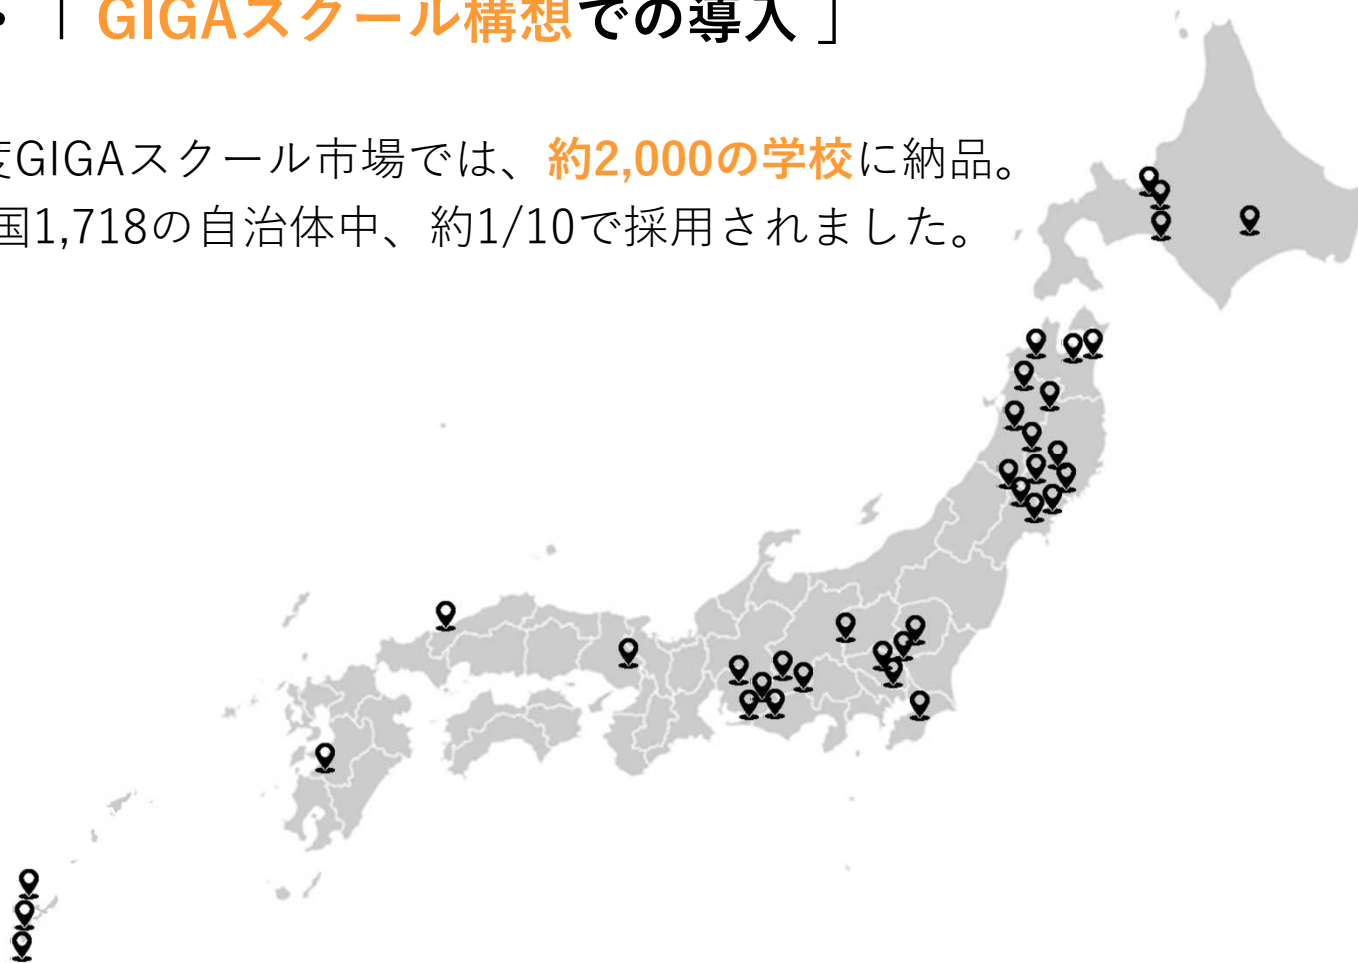 「 GIGAスクール構想での導入 」
度GIGAスクール市場では、約2,000の学校に納品。
国1,718の自治体中、約1/10で採用されました。